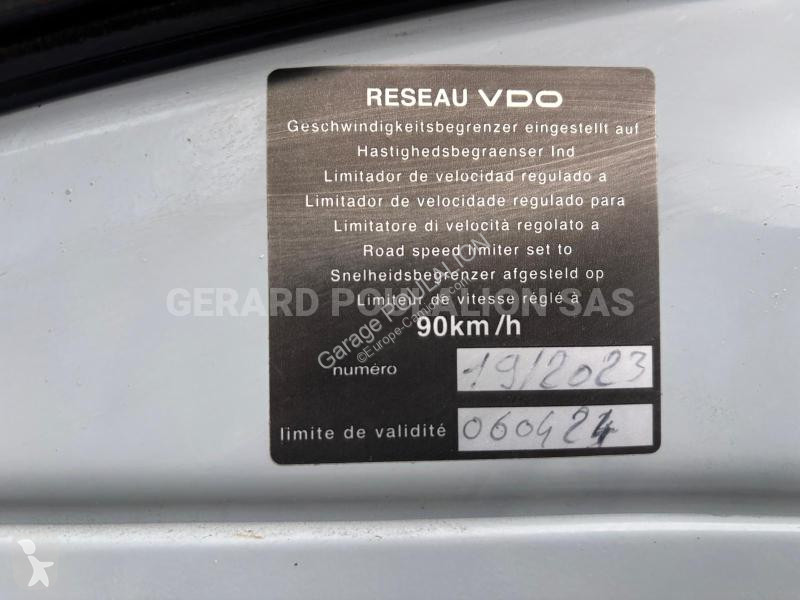 RESEAU VDO
Geschwindigkeitsbegrenzer eingestellt auf
Hastighedsbegraenser Ind
Limitador de velocidad regulado a
Limitador de velocidade regulado para
Limitatore di velocità regolato a
Road speed limiter set to
Snelheidsbegrenzer afgesteld op
Limiteur de vitesse réglé à
90km/h
numéro 19/2023
limite de validité 060424
GERARD POUALION SAS
Garage POUALION